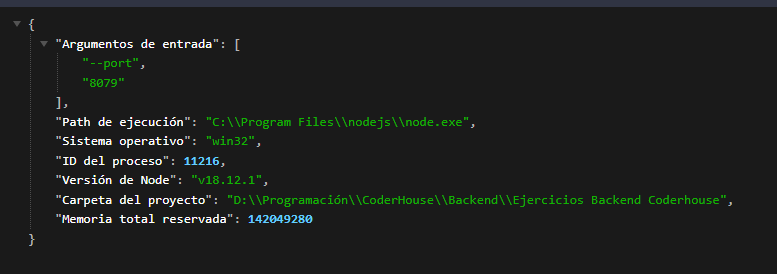 {
"Argumentos de entrada": [
"--port",
"8079"
],
"Path de ejecución": "C:\\Program Files\\nodejs\\node.exe",
"Sistema operativo": "win32",
"ID del proceso": 11216,
"Versión de Node": "v18.12.1",
"Carpeta del proyecto": "D:\\Programación\\CoderHouse\\Backend\\Ejercicios Backend Coderhouse",
"Memoria total reservada": 142049280
}